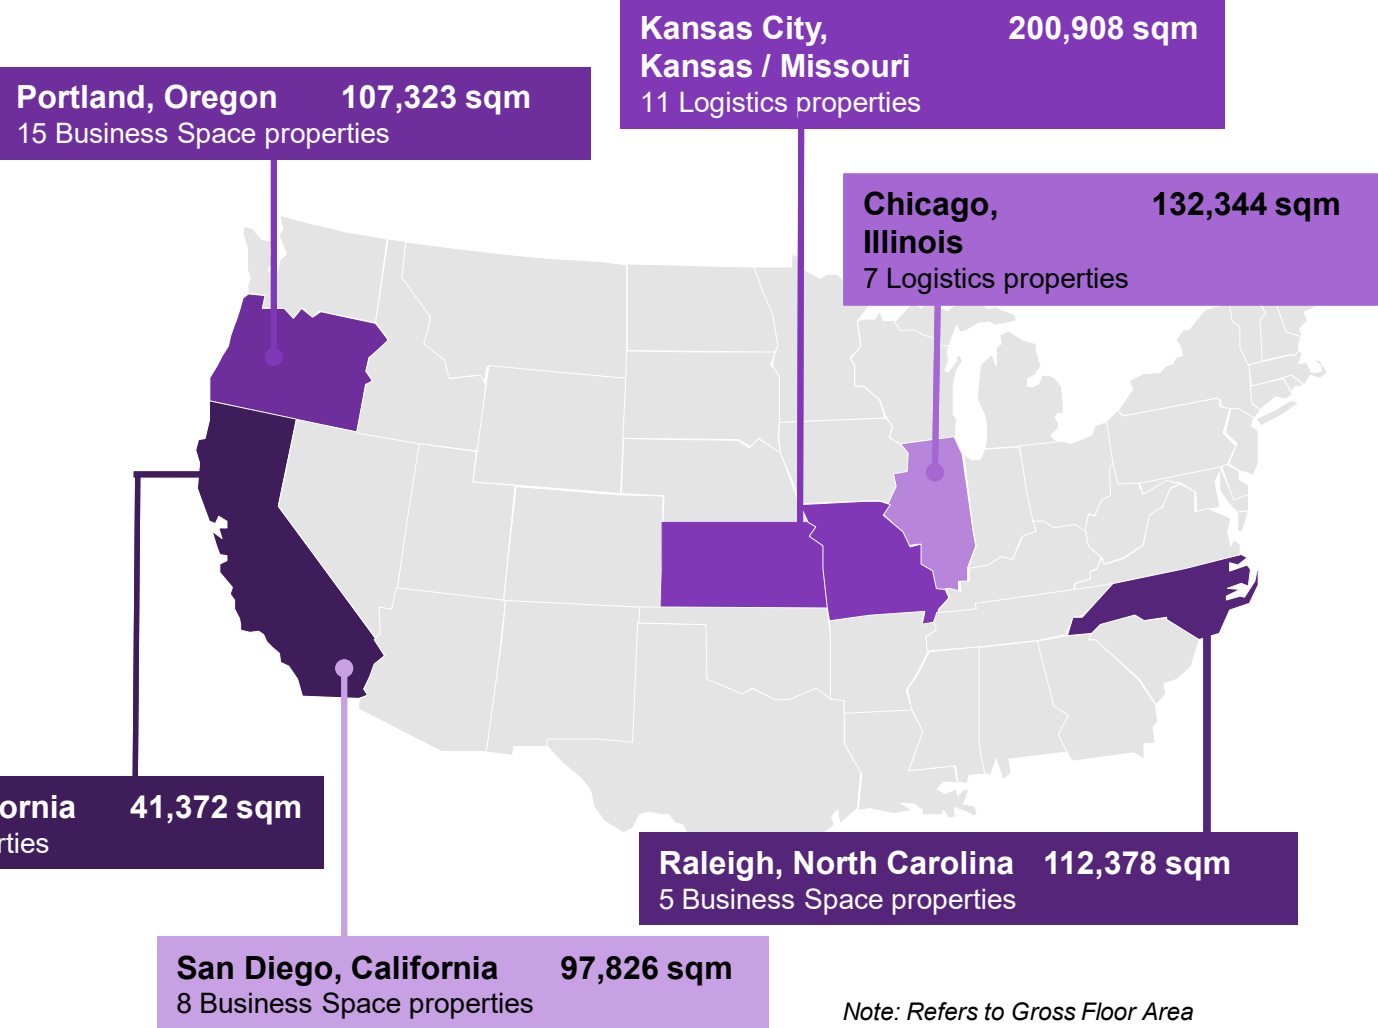 Kansas City, 200,908 sqm
Kansas / Missouri
11 Logistics properties
Portland, Oregon 107,323 sqm
15 Business Space properties
Chicago, 132,344 sqm
Illinois
7 Logistics properties
41,372 sqm
Raleigh, North Carolina 112,378 sqm
5 Business Space properties
San Diego, California 97,826 sqm
8 Business Space properties
Note: Refers to Gross Floor Area